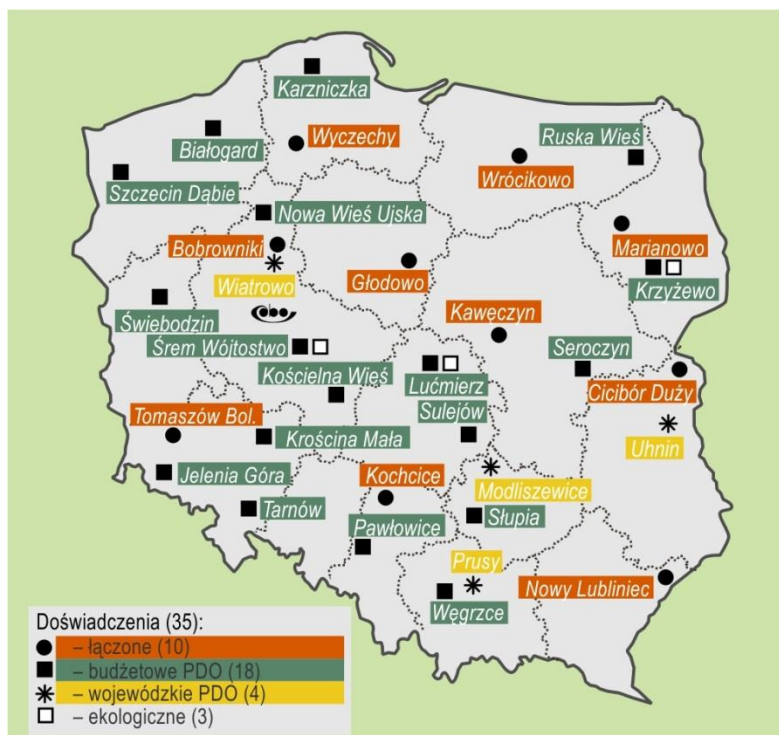 Karzniczka
Wyczechy
Białogard
Ruska Wieś
Wrócikowo
Szczecin Dąbie
Nowa Wieś Ujska
Bobrowniki
Marianowo
Wiatrowo
Głodowo
Krzyżewo
Świebodzin
Kawęczyn
Śrem Wójtostwo
Seroczyn
Kościelna Wieś
Lućmierz
Cicibór Duży
Sulejów
Tomaszów Bol.
Krościna Mała
Uhnin
Jelenia Góra
Kochcice
Modliszewice
Tarnów
Słupia
Pawłowice
Prusy
Nowy Lubliniec
Węgrzce
Doświadczenia (35):
– łączone (10)
– budżetowe PDO (18)
– wojewódzkie PDO (4)
– ekologiczne (3)